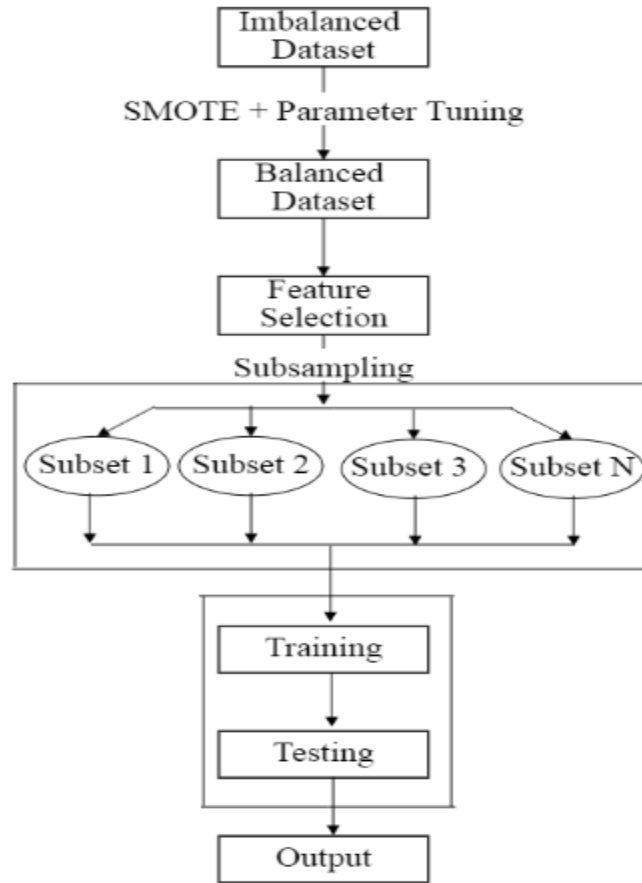 Imbalanced
Dataset
SMOTE + Parameter Tuning
Balanced
Dataset
Feature
Selection
Subsampling
Subset 1 Subset 2 Subset 3 Subset N
Training
Testing
Output